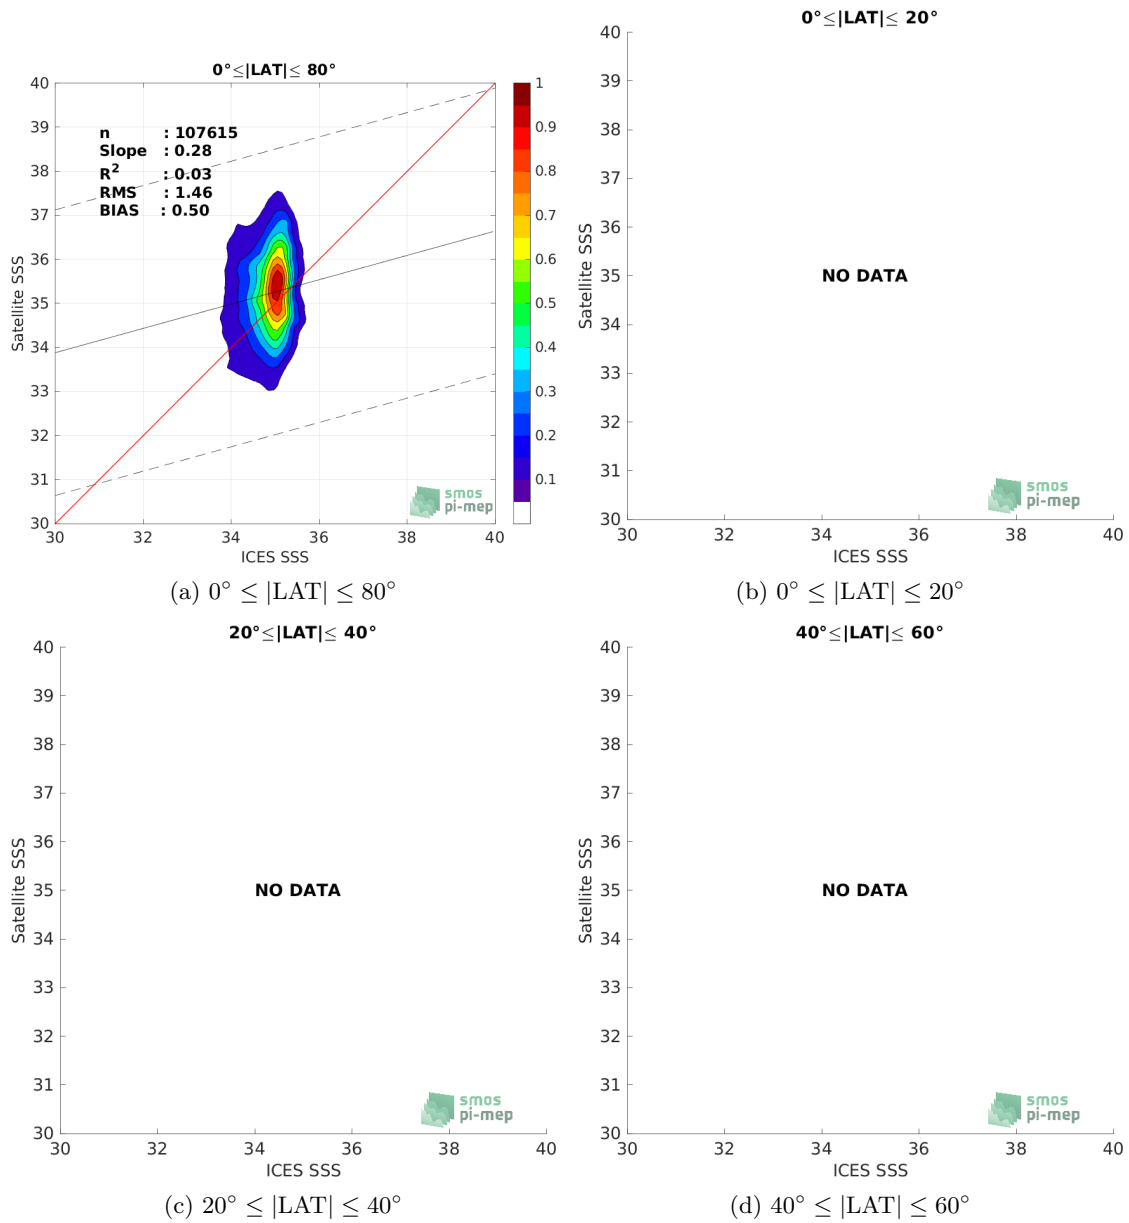 0°≤|LAT|≤ 80°
40
39
38
37
36
35
34
33
32
31
30
Satellite SSS
n : 107615
Slope : 0.28
R² : 0.03
RMS : 1.46
BIAS : 0.50
smos
pi-mep
30 32 34 36 38 40
ICES SSS
1
0.9
0.8
0.7
0.6
0.5
0.4
0.3
0.2
0.1
(a) 0° ≤ |LAT| ≤ 80°
0°≤|LAT|≤ 20°
40
39
38
37
36
35
34
33
32
31
30
Satellite SSS
NO DATA
smos
pi-mep
30 32 34 36 38 40
ICES SSS
(b) 0° ≤ |LAT| ≤ 20°
20°≤|LAT|≤ 40°
40
39
38
37
36
35
34
33
32
31
30
Satellite SSS
NO DATA
smos
pi-mep
30 32 34 36 38 40
ICES SSS
(c) 20° ≤ |LAT| ≤ 40°
40°≤|LAT|≤ 60°
40
39
38
37
36
35
34
33
32
31
30
Satellite SSS
NO DATA
smos
pi-mep
30 32 34 36 38 40
ICES SSS
(d) 40° ≤ |LAT| ≤ 60°